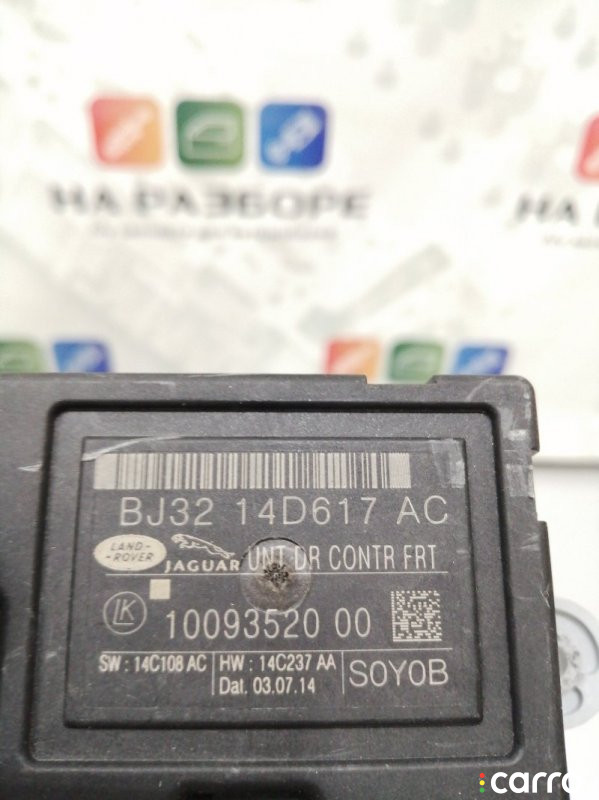 НА РАЗБОРЕ
НА
BJ32 14D617 AC
LAND-
-ROVER
JAGUAR
UNT DR CONTR FRT
LK
10093520 00
SW : 14C108 AC
HW : 14C237 AA
Dat. 03.07.14
S0Y0B
carro